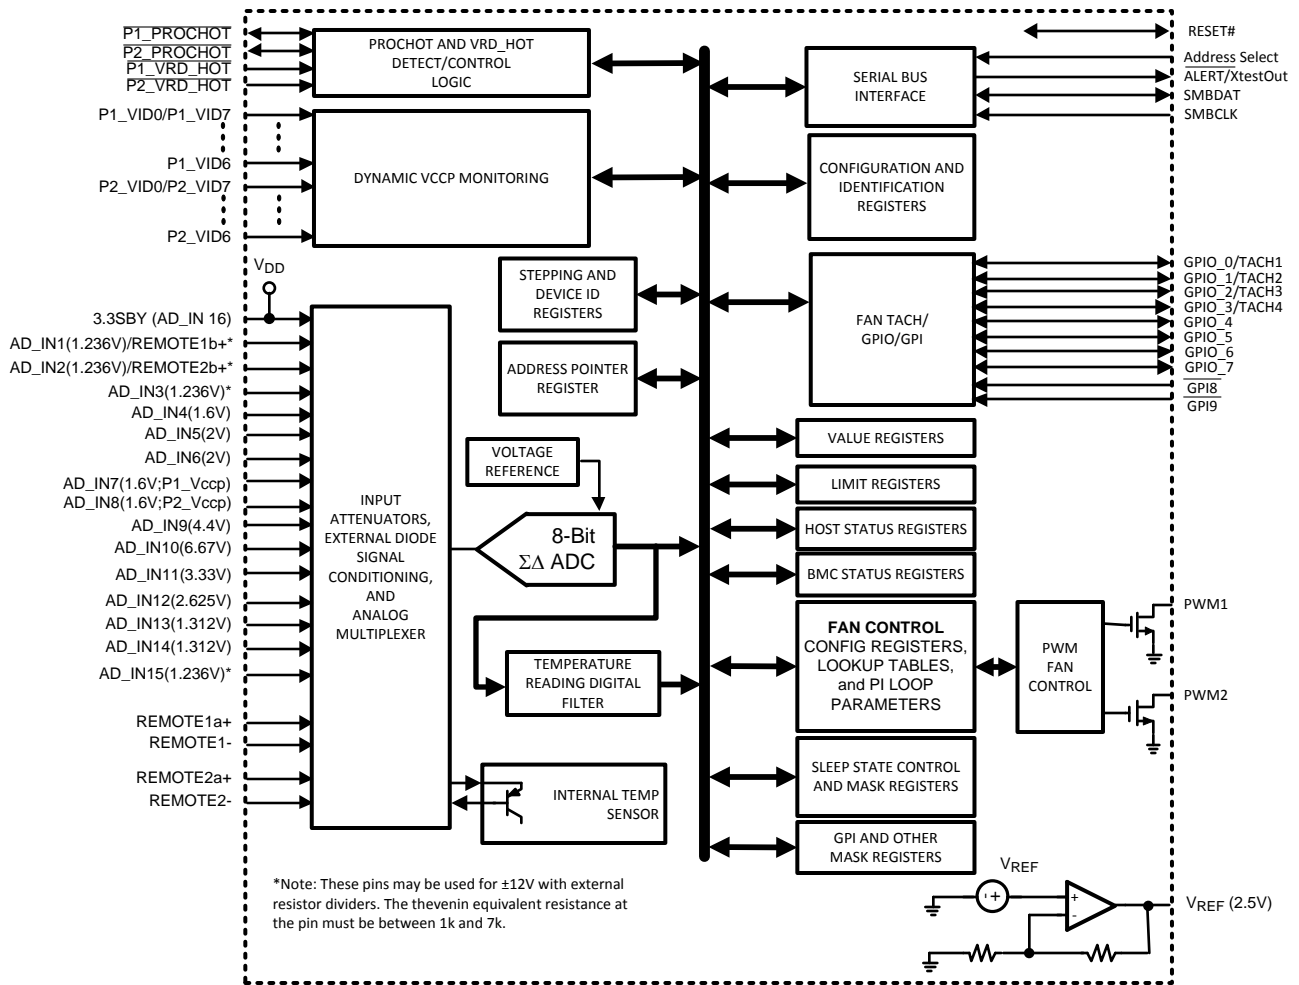 P1_PROCHOT
P2_PROCHOT
P1_VRD_HOT
P2_VRD_HOT
P1_VID0/P1_VID7
P1_VID6
P2_VID0/P2_VID7
P2_VID6
VDD
3.3SBY (AD_IN 16)
AD_IN1(1.236V)/REMOTE1b+*
AD_IN2(1.236V)/REMOTE2b+*
AD_IN3(1.236V)*
AD_IN4(1.6V)
AD_IN5(2V)
AD_IN6(2V)
AD_IN7(1.6V;P1_Vccp)
AD_IN8(1.6V;P2_Vccp)
AD_IN9(4.4V)
AD_IN10(6.67V)
AD_IN11(3.33V)
AD_IN12(2.625V)
AD_IN13(1.312V)
AD_IN14(1.312V)
AD_IN15(1.236V)*
REMOTE1a+
REMOTE1-
REMOTE2a+
REMOTE2-
PROCHOT AND VRD_HOT
DETECT/CONTROL
LOGIC
DYNAMIC VCCP MONITORING
STEPPING AND
DEVICE ID
REGISTERS
ADDRESS POINTER
REGISTER
VOLTAGE
REFERENCE
INPUT
ATTENUATORS,
EXTERNAL DIODE
SIGNAL
CONDITIONING,
AND
ANALOG
MULTIPLEXER
8-Bit
ΣΔ ADC
TEMPERATURE
READING DIGITAL
FILTER
INTERNAL TEMP
SENSOR
*Note: These pins may be used for ±12V with external
resistor dividers. The thevenin equivalent resistance at
the pin must be between 1k and 7k.
SERIAL BUS
INTERFACE
CONFIGURATION AND
IDENTIFICATION
REGISTERS
FAN TACH/
GPIO/GPI
VALUE REGISTERS
LIMIT REGISTERS
HOST STATUS REGISTERS
BMC STATUS REGISTERS
FAN CONTROL
CONFIG REGISTERS,
LOOKUP TABLES,
and PI LOOP
PARAMETERS
PWM
FAN
CONTROL
SLEEP STATE CONTROL
AND MASK REGISTERS
GPI AND OTHER
MASK REGISTERS
VREF
- +
+
-
RESET#
Address Select
ALERT/XtestOut
SMBDAT
SMBCLK
GPIO_0/TACH1
GPIO_1/TACH2
GPIO_2/TACH3
GPIO_3/TACH4
GPIO_4
GPIO_5
GPIO_6
GPIO_7
GPI8
GPI9
PWM1
PWM2
VREF (2.5V)